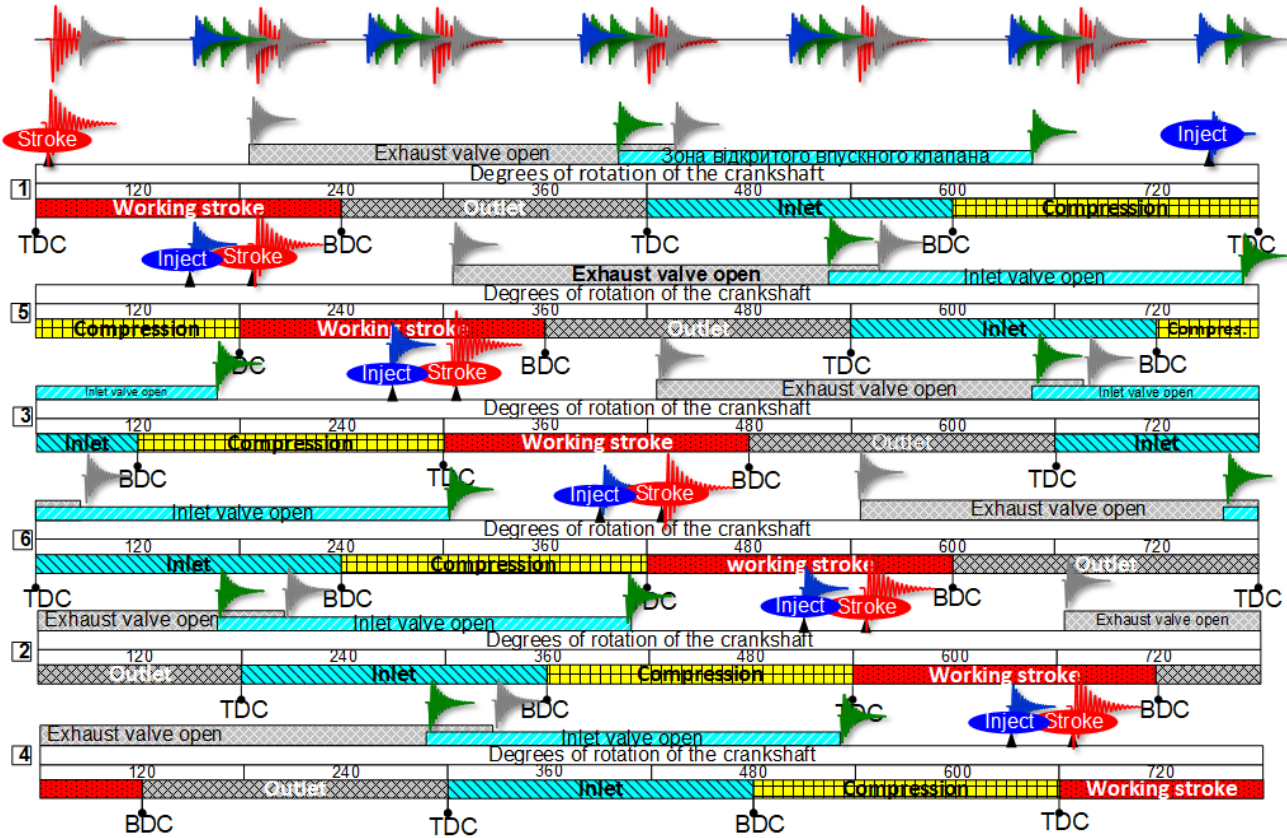 Stroke
Inject
Exhaust valve open
Зона відкритого впускного клапана
Degrees of rotation of the crankshaft
1
120 240 360 480 600 720
Working stroke Outlet Inlet Compression
TDC BDC TDC BDC TDC
Inject Stroke
Exhaust valve open
Inlet valve open
Degrees of rotation of the crankshaft
5
120 240 360 480 600 720
Compression Working stroke Outlet Inlet Compres.
TDC BDC TDC BDC
Inject Stroke
Inlet valve open Exhaust valve open Inlet valve open
Degrees of rotation of the crankshaft
3
120 240 360 480 600 720
Inlet Compression Working stroke Outlet Inlet
BDC TDC BDC TDC BDC
Inject Stroke
Inlet valve open Exhaust valve open
Degrees of rotation of the crankshaft
6
120 240 360 480 600 720
Inlet Compression working stroke Outlet
TDC BDC TDC BDC TDC
Inject Stroke
Exhaust valve open Inlet valve open Exhaust valve open
Degrees of rotation of the crankshaft
2
120 240 360 480 600 720
Outlet Inlet Compression Working stroke
TDC BDC TDC BDC
Inject Stroke
Exhaust valve open Inlet valve open
Degrees of rotation of the crankshaft
4
120 240 360 480 600 720
Outlet Inlet Compression Working stroke
BDC TDC BDC TDC